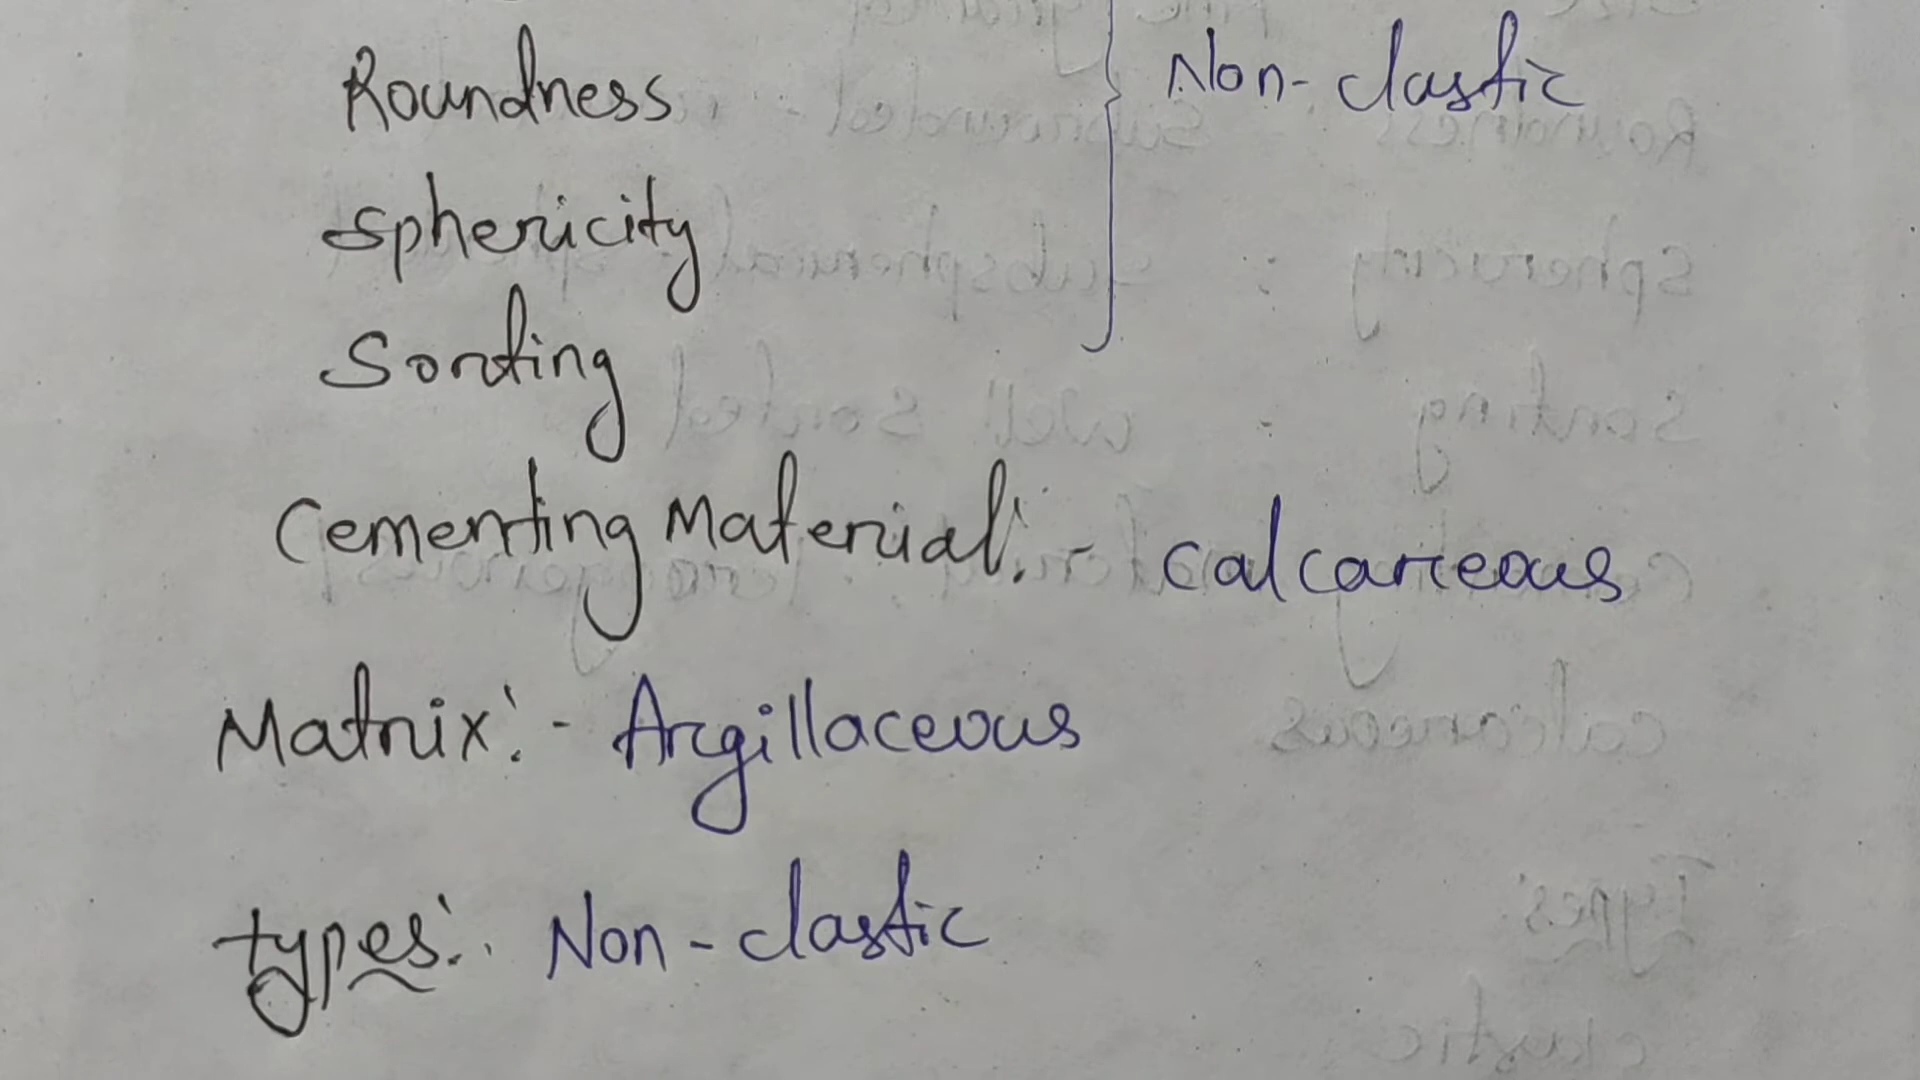 Roundness
Non-clastic
Sphericity
Sorting
Cementing Material:- Calcareous
Matrix:- Argillaceous
types:. Non-clastic